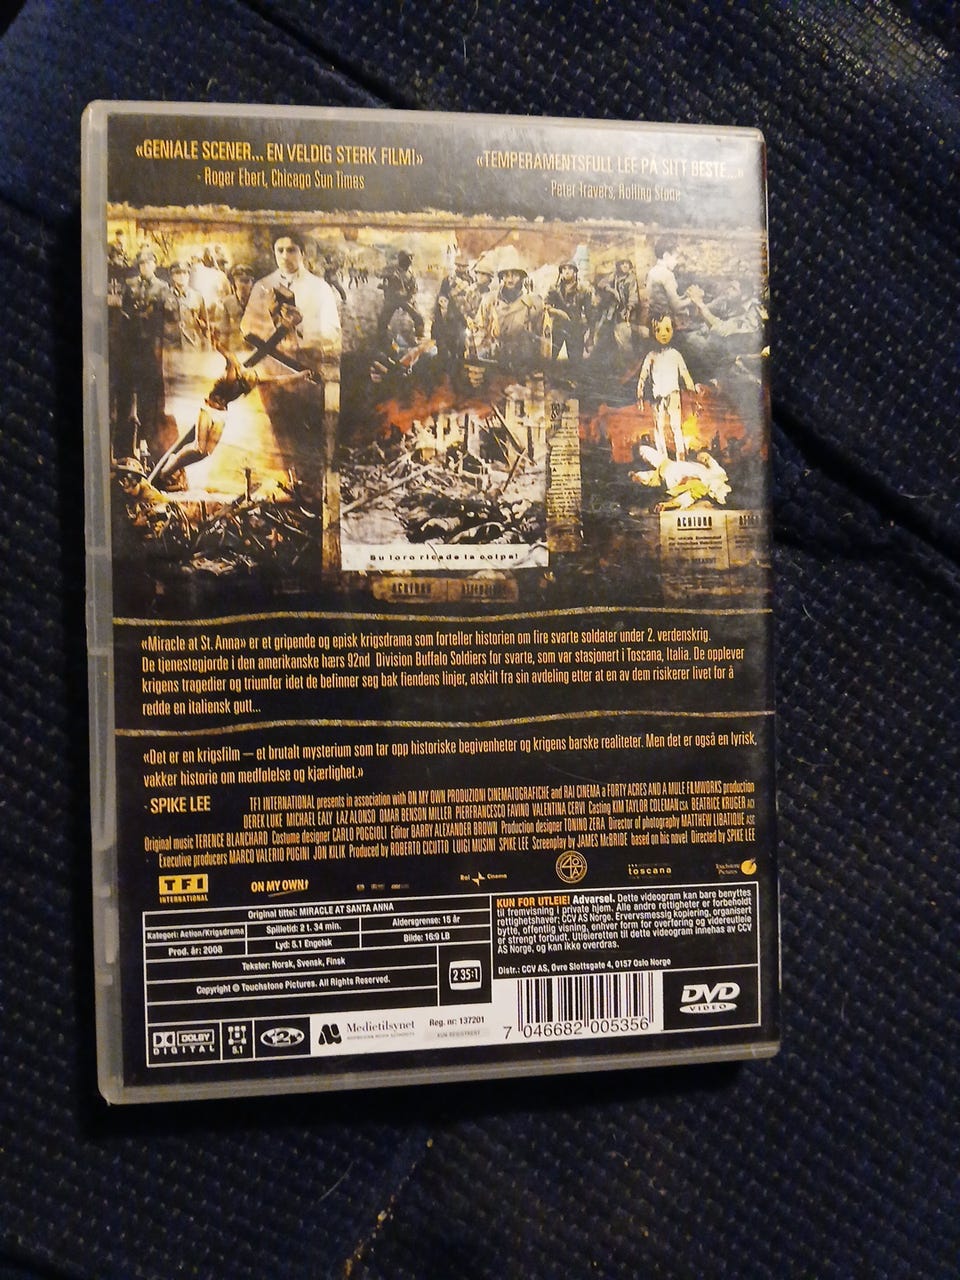 «GENIALE SCENER... EN VELDIG STERK FILM!»
- Roger Ebert, Chicago Sun Times
«TEMPERAMENTSFULL LEE PÅ SITT BESTE...»
- Peter Travers, Rolling Stone
Su loro ricade la colpa!
ACHTUNG
ACHTUNG
«Miracle at St. Anna» er et gripende og episk krigsdrama som forteller historien om fire svarte soldater under 2. verdenskrig.
De tjenestegjorde i den amerikanske hærs 92nd Division Buffalo Soldiers for svarte, som var stasjonert i Toscana, Italia. De opplever
krigens tragedier og triumfer idet de befinner seg bak fiendens linjer, atskilt fra sin avdeling etter at en av dem risikerer livet for å
redde en italiensk gutt...
«Det er en krigsfilm – et brutalt mysterium som tar opp historiske begivenheter og krigens barske realiteter. Men det er også en lyrisk,
vakker historie om medfølelse og kjærlighet.»
- SPIKE LEE
TF1 INTERNATIONAL presents in association with ON MY OWN PRODUZIONI CINEMATOGRAFICHE and RAI CINEMA a FORTY ACRES AND A MULE FILMWORKS production
DEREK LUKE MICHAEL EALY LAZ ALONSO OMAR BENSON MILLER PIERFRANCESCO FAVINO VALENTINA CERVI Casting KIM TAYLOR COLEMAN CSA BEATRICE KRUGER
Original music TERENCE BLANCHARD Costume designer CARLO POGGIOLI Editor BARRY ALEXANDER BROWN Production designer TONINO ZERA Director of photography MATTHEW LIBATIQUE ASC
Executive producers MARCO VALERIO PUGINI JON KILIK Produced by ROBERTO CICUTTO LUIGI MUSINI SPIKE LEE Screenplay by JAMES McBRIDE based on his novel Directed by SPIKE LEE
TF1
INTERNATIONAL
ON MY OWN!
Rai Cinema
toscana
Touchstone
Pictures
Original tittel: MIRACLE AT SANTA ANNA
Kategori: Action/Krigsdrama
Spilletid: 2 t. 34 min.
Aldersgrense: 15 år
Prod. år: 2008
Lyd: 5.1 Engelsk
Bilde: 16:9 LB
Tekster: Norsk, Svensk, Finsk
Copyright © Touchstone Pictures. All Rights Reserved.
2 35:1
KUN FOR UTLEIE! Advarsel. Dette videogram kan bare benyttes
til fremvisning i private hjem. Alle andre rettigheter er forbeholdt
rettighetshaver; CCV AS Norge. Ervervsmessig kopiering, organisert
bytte, offentlig visning, enhver form for overføring og videreutleie
er strengt forbudt. Utleieretten til dette videogram innehas av CCV
AS Norge, og kan ikke overdras.
Distr.: CCV AS, Øvre Slottsgate 4, 0157 Oslo Norge
DOLBY
DIGITAL
5.1
2
Medietilsynet
NORWEGIAN MEDIA AUTHORITY
Reg. nr: 137201
KUN REGISTRERT
7 046682 005356
DVD
VIDEO